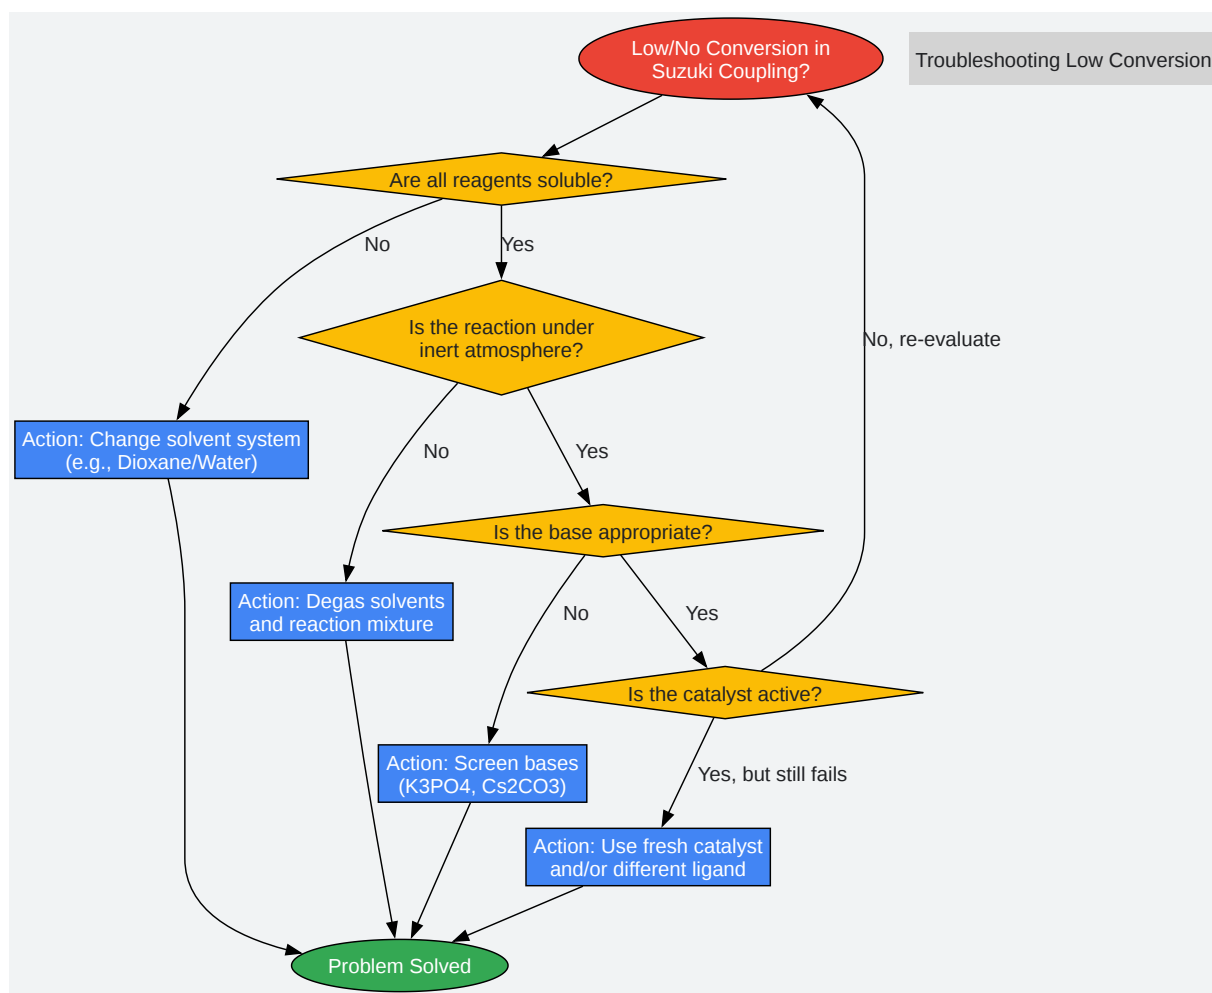 Low/No Conversion in
Suzuki Coupling?
Troubleshooting Low Conversion
Are all reagents soluble?
No
Yes
Is the reaction under
inert atmosphere?
No, re-evaluate
Action: Change solvent system
(e.g., Dioxane/Water)
No
Yes
Is the base appropriate?
Action: Degas solvents
and reaction mixture
No
Yes
Is the catalyst active?
Action: Screen bases
(K3PO4, Cs2CO3)
Yes, but still fails
Action: Use fresh catalyst
and/or different ligand
Problem Solved